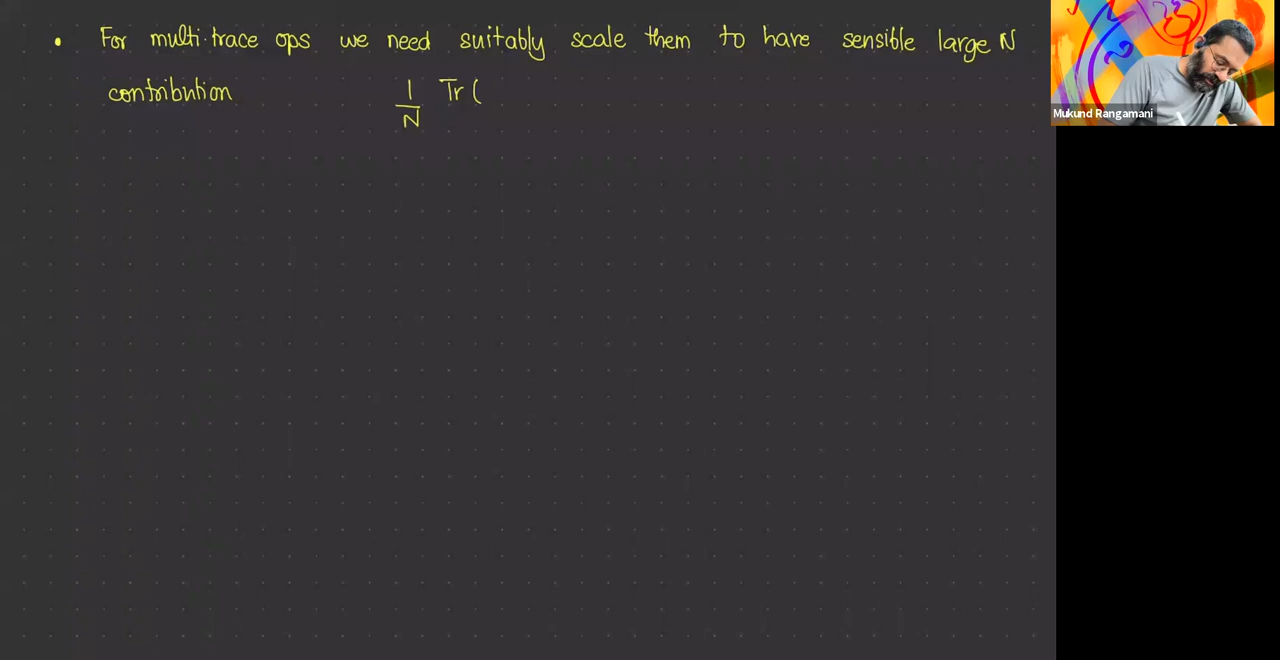 • For multi-trace ops we need suitably scale them to have sensible large N
contribution 1/N Tr (
Mukund Rangamani